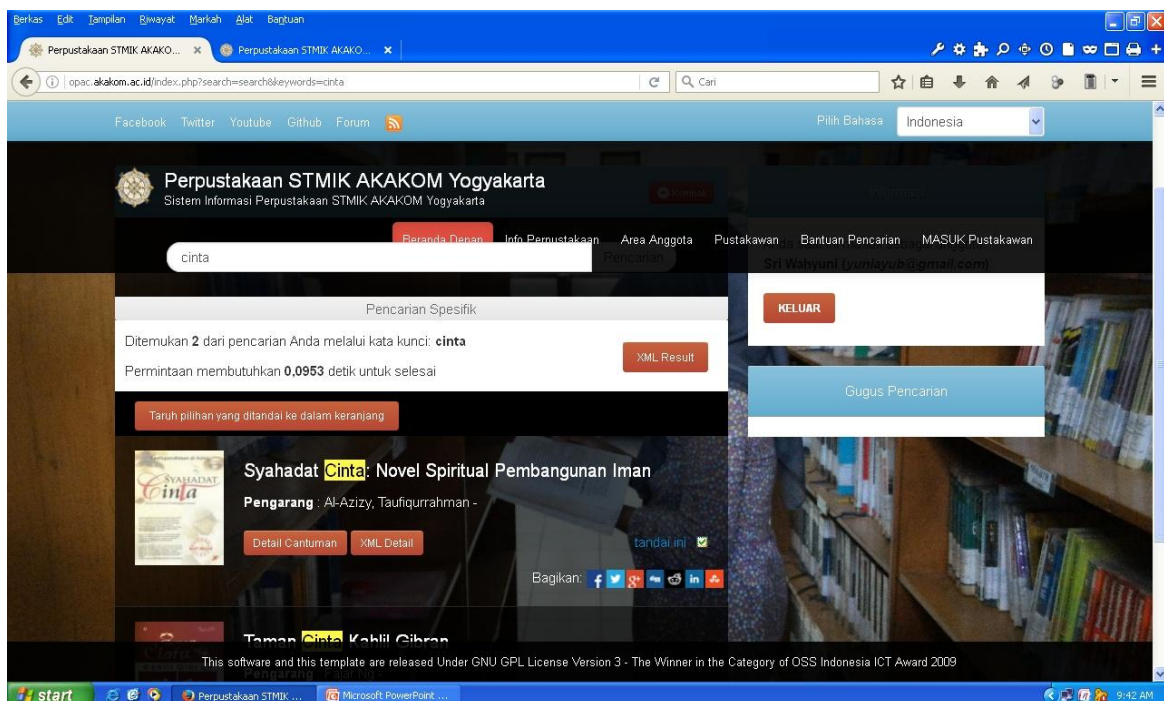 Berkas Edit Tampilan Riwayat Markah Alat Bantuan
Perpustakaan STMIK AKAKO... Perpustakaan STMIK AKAKO...
opac.akakom.ac.id/index.php?search=search&keywords=cinta Cari
Facebook Twitter Youtube Github Forum Pilih Bahasa Indonesia
Perpustakaan STMIK AKAKOM Yogyakarta
Sistem Informasi Perpustakaan STMIK AKAKOM Yogyakarta
Kontak Informasi
Beranda Depan Info Perpustakaan Area Anggota Pustakawan Bantuan Pencarian MASUK Pustakawan
cinta Pencarian
Sri Wahyuni (yuniayub@gmail.com)
Pencarian Spesifik
KELUAR
Ditemukan 2 dari pencarian Anda melalui kata kunci: cinta
XML Result
Permintaan membutuhkan 0,0953 detik untuk selesai
Gugus Pencarian
Taruh pilihan yang ditandai ke dalam keranjang
SYAHADAT
Cinta
Syahadat Cinta: Novel Spiritual Pembangunan Iman
Pengarang : Al-Azizy, Taufiqurrahman -
Detail Cantuman XML Detail tandai ini
Bagikan:
Taman Cinta Kahlil Gibran
This software and this template are released Under GNU GPL License Version 3 - The Winner in the Category of OSS Indonesia ICT Award 2009
Pengarang
start Perpustakaan STMIK ... Microsoft PowerPoint ... 9:42 AM